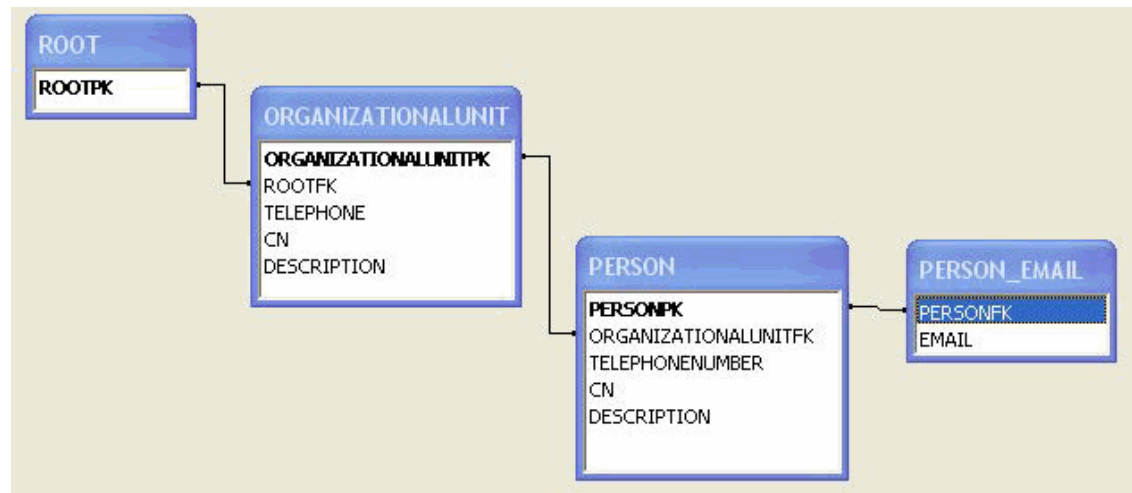 ROOT
ROOTPK
ORGANIZATIONALUNIT
ORGANIZATIONALUNITPK
ROOTFK
TELEPHONE
CN
DESCRIPTION
PERSON
PERSONPK
ORGANIZATIONALUNITFK
TELEPHONENUMBER
CN
DESCRIPTION
PERSON_EMAIL
PERSONFK
EMAIL